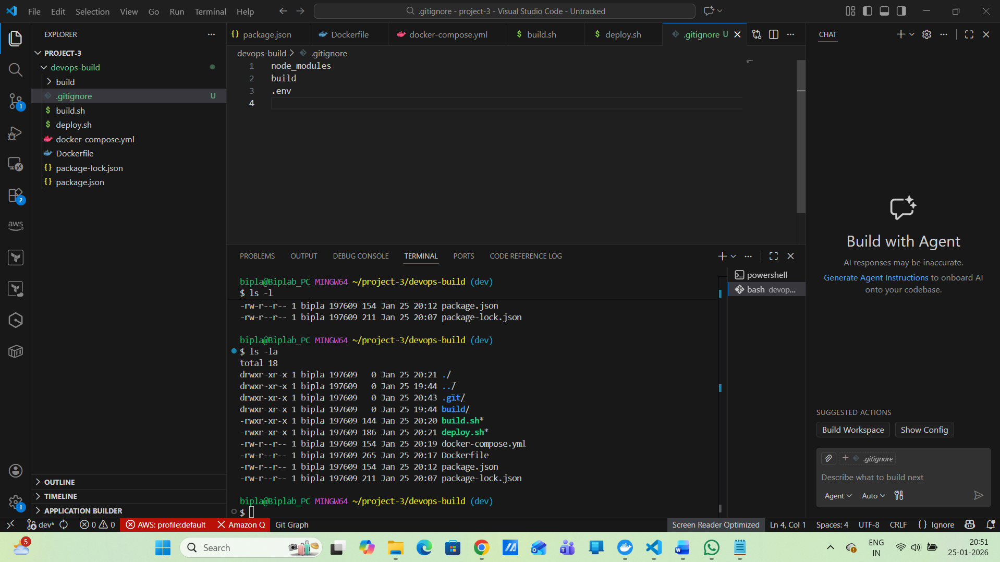 File Edit Selection View Go Run Terminal Help
.gitignore - project-3 - Visual Studio Code - Untracked
EXPLORER
PROJECT-3
devops-build
build
.gitignore U
build.sh
deploy.sh
docker-compose.yml
Dockerfile
package-lock.json
package.json
OUTLINE
TIMELINE
APPLICATION BUILDER
1
2
aws
1
package.json Dockerfile docker-compose.yml build.sh deploy.sh .gitignore U
devops-build > .gitignore
1 node_modules
2 build
3 .env
4
PROBLEMS OUTPUT DEBUG CONSOLE TERMINAL PORTS CODE REFERENCE LOG
bipla@Biplab_PC MINGW64 ~/project-3/devops-build (dev)
$ ls -l
-rw-r--r-- 1 bipla 197609 154 Jan 25 20:12 package.json
-rw-r--r-- 1 bipla 197609 211 Jan 25 20:07 package-lock.json
bipla@Biplab_PC MINGW64 ~/project-3/devops-build (dev)
$ ls -la
total 18
drwxr-xr-x 1 bipla 197609 0 Jan 25 20:21 ./
drwxr-xr-x 1 bipla 197609 0 Jan 25 19:44 ../
drwxr-xr-x 1 bipla 197609 0 Jan 25 20:43 .git/
drwxr-xr-x 1 bipla 197609 0 Jan 25 19:44 build/
-rwxr-xr-x 1 bipla 197609 144 Jan 25 20:20 build.sh*
-rwxr-xr-x 1 bipla 197609 186 Jan 25 20:21 deploy.sh*
-rw-r--r-- 1 bipla 197609 154 Jan 25 20:19 docker-compose.yml
-rw-r--r-- 1 bipla 197609 265 Jan 25 20:17 Dockerfile
-rw-r--r-- 1 bipla 197609 154 Jan 25 20:12 package.json
-rw-r--r-- 1 bipla 197609 211 Jan 25 20:07 package-lock.json
bipla@Biplab_PC MINGW64 ~/project-3/devops-build (dev)
$
powershell
bash devop...
CHAT
Build with Agent
AI responses may be inaccurate.
Generate Agent Instructions to onboard AI
onto your codebase.
SUGGESTED ACTIONS
Build Workspace Show Config
.gitignore
Describe what to build next
Agent Auto
dev* 0 0 AWS: profile:default Amazon Q Git Graph
Screen Reader Optimized Ln 4, Col 1 Spaces: 4 UTF-8 CRLF { } Ignore
5
Search
ENG
IN
20:51
25-01-2026